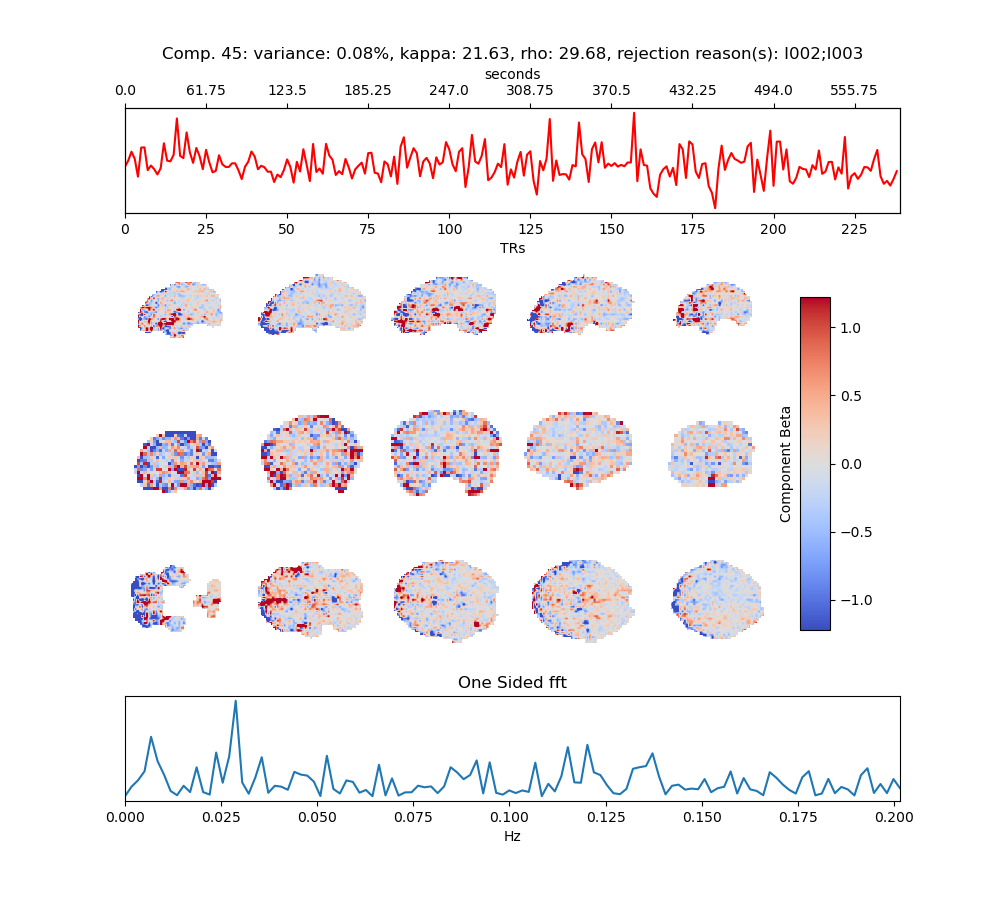 Comp. 45: variance: 0.08%, kappa: 21.63, rho: 29.68, rejection reason(s): I002;I003
seconds
0.0 61.75 123.5 185.25 247.0 308.75 370.5 432.25 494.0 555.75
0 25 50 75 100 125 150 175 200 225
TRs
1.0
0.5
0.0
−0.5
−1.0
Component Beta
One Sided fft
0.000 0.025 0.050 0.075 0.100 0.125 0.150 0.175 0.200
Hz